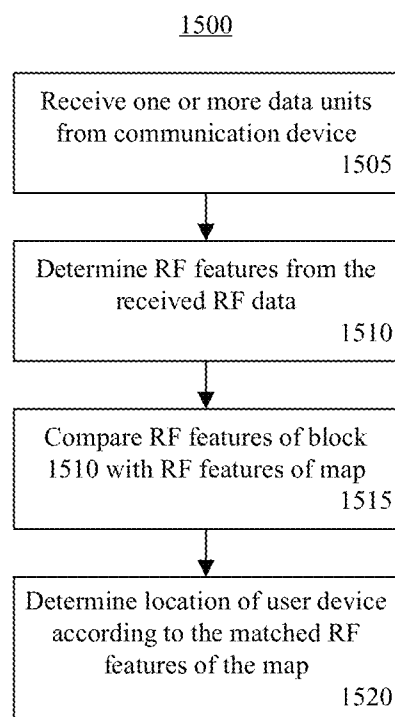 1500
Receive one or more data units
from communication device
1505
Determine RF features from the
received RF data
1510
Compare RF features of block
1510 with RF features of map
1515
Determine location of user device
according to the matched RF
features of the map
1520